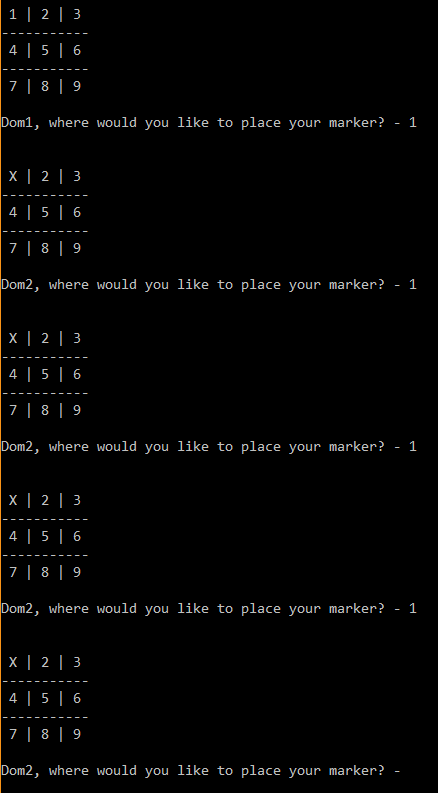 1 | 2 | 3
-----------
4 | 5 | 6
-----------
7 | 8 | 9
Dom1, where would you like to place your marker? - 1
X | 2 | 3
-----------
4 | 5 | 6
-----------
7 | 8 | 9
Dom2, where would you like to place your marker? - 1
X | 2 | 3
-----------
4 | 5 | 6
-----------
7 | 8 | 9
Dom2, where would you like to place your marker? - 1
X | 2 | 3
-----------
4 | 5 | 6
-----------
7 | 8 | 9
Dom2, where would you like to place your marker? - 1
X | 2 | 3
-----------
4 | 5 | 6
-----------
7 | 8 | 9
Dom2, where would you like to place your marker? -